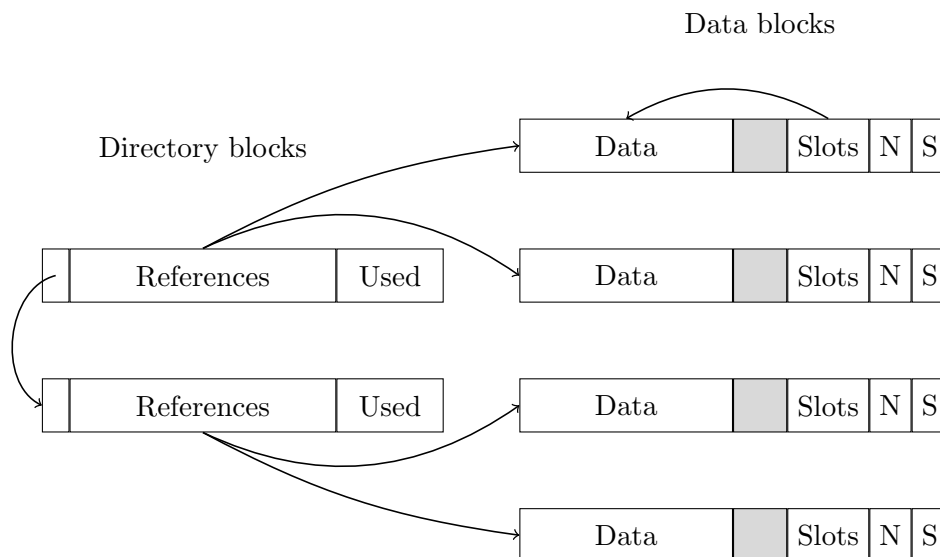 Data blocks
Directory blocks
Data Slots N S
References Used
Data Slots N S
References Used
Data Slots N S
Data Slots N S